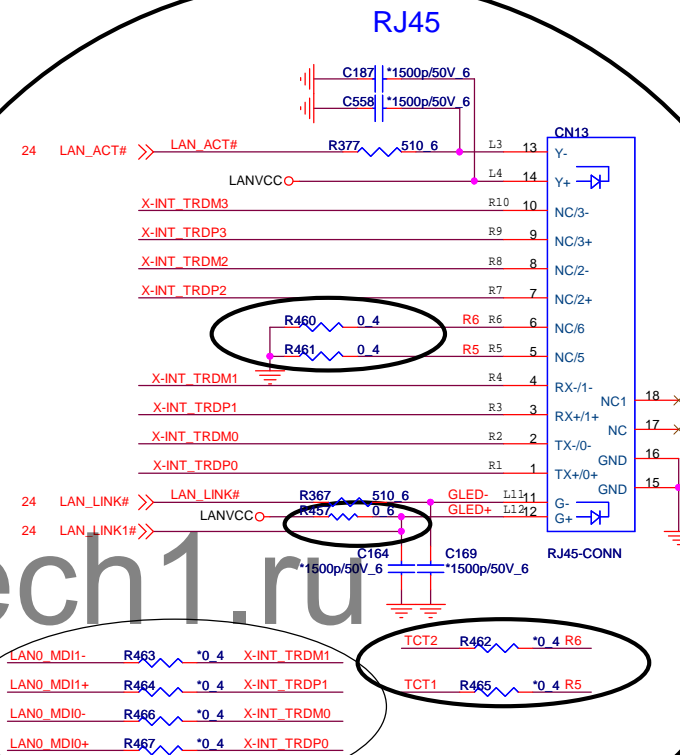 RJ45
C187 *1500p/50V_6
C558 *1500p/50V_6
CN13
24 LAN_ACT# LAN_ACT# R377 510_6 L3 13 Y-
LANVCC L4 14 Y+
X-INT_TRDM3 R10 10 NC/3-
X-INT_TRDP3 R9 9 NC/3+
X-INT_TRDM2 R8 8 NC/2-
X-INT_TRDP2 R7 7 NC/2+
R460 0_4 R6 R6 6 NC/6
R461 0_4 R5 R5 5 NC/5
X-INT_TRDM1 R4 4 RX-/1-
NC1 18
X-INT_TRDP1 R3 3 RX+/1+
NC 17
X-INT_TRDM0 R2 2 TX-/0-
GND 16
X-INT_TRDP0 R1 1 TX+/0+
GND 15
24 LAN_LINK# LAN_LINK# R367 510_6 GLED- L11 11 G-
LANVCC R457 0_6 GLED+ L12 12 G+
24 LAN_LINK1#
C164 C169 RJ45-CONN
*1500p/50V_6 *1500p/50V_6
ech1.ru
TCT2 R462 *0_4 R6
LAN0_MDI1- R463 *0_4 X-INT_TRDM1
LAN0_MDI1+ R464 *0_4 X-INT_TRDP1
TCT1 R465 *0_4 R5
LAN0_MDI0- R466 *0_4 X-INT_TRDM0
LAN0_MDI0+ R467 *0_4 X-INT_TRDP0